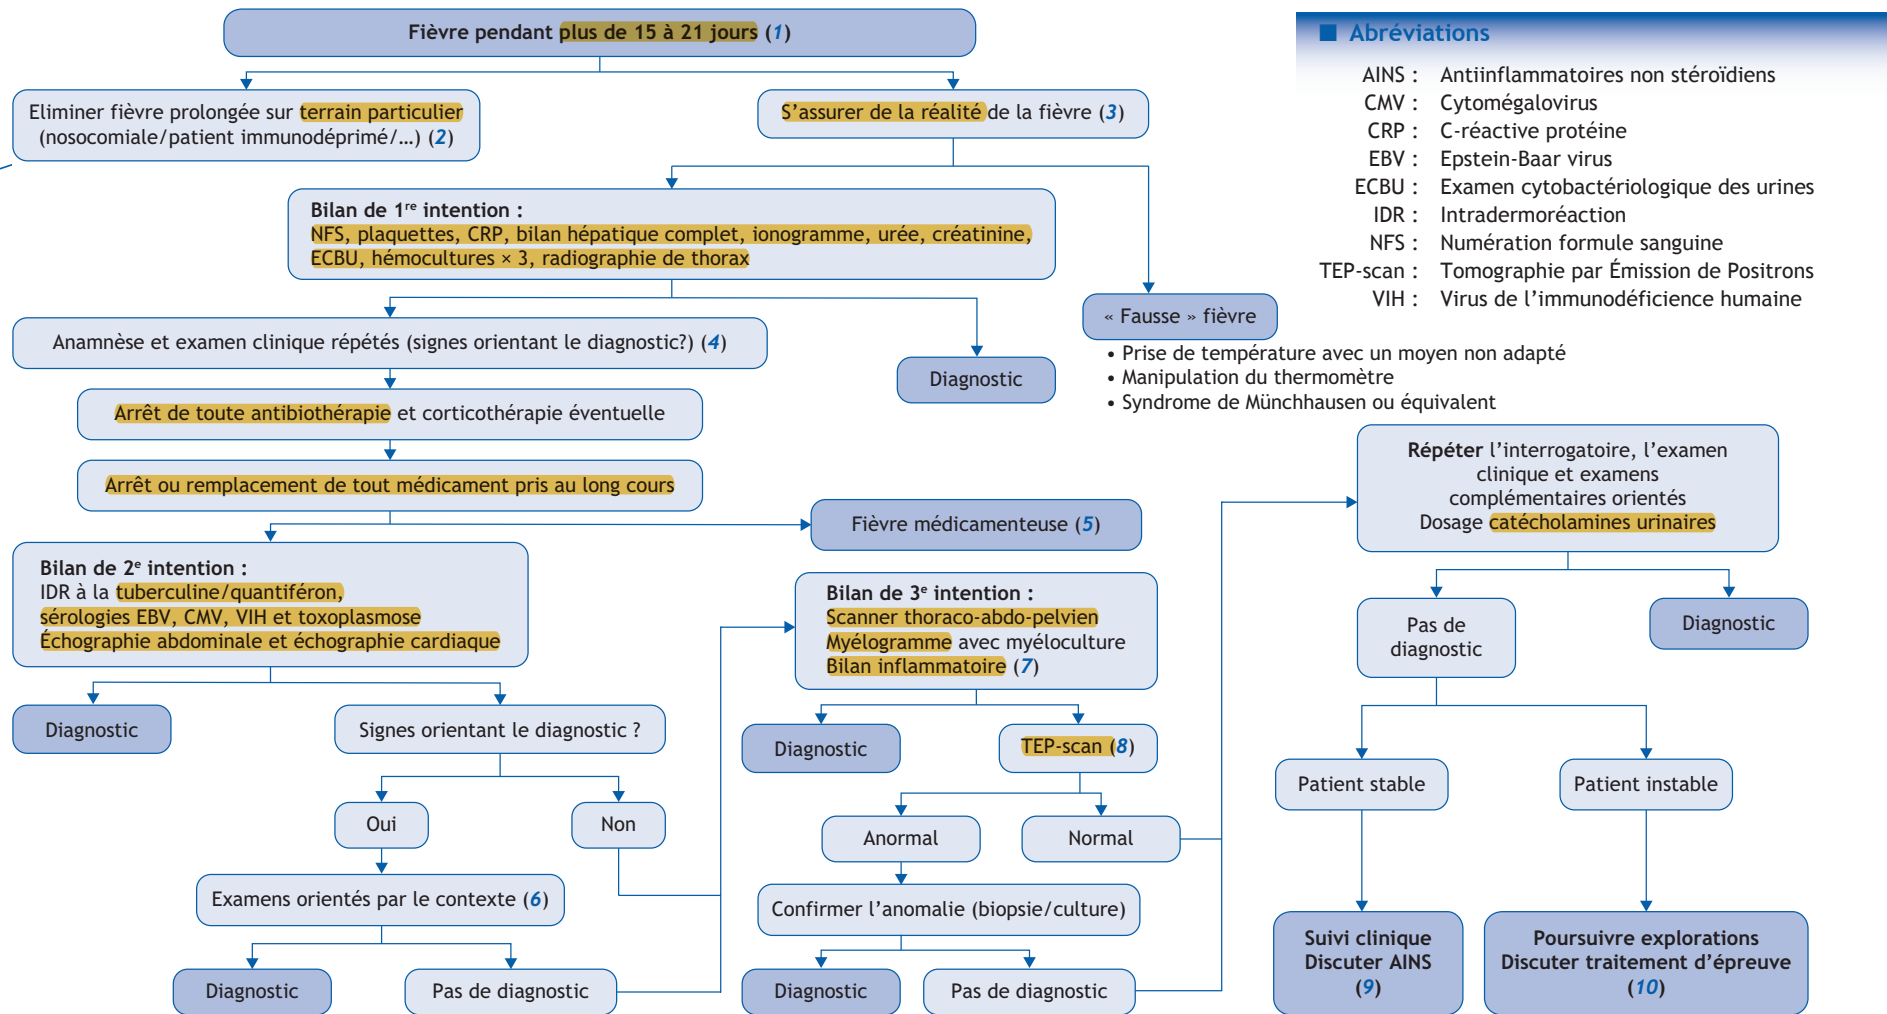 Fièvre pendant plus de 15 à 21 jours (1)
Eliminer fièvre prolongée sur terrain particulier
(nosocomiale/patient immunodéprimé/…) (2)
S'assurer de la réalité de la fièvre (3)
Bilan de 1re intention :
NFS, plaquettes, CRP, bilan hépatique complet, ionogramme, urée, créatinine,
ECBU, hémocultures × 3, radiographie de thorax
Anamnèse et examen clinique répétés (signes orientant le diagnostic?) (4)
Diagnostic
« Fausse » fièvre
• Prise de température avec un moyen non adapté
• Manipulation du thermomètre
• Syndrome de Münchhausen ou équivalent
Arrêt de toute antibiothérapie et corticothérapie éventuelle
Arrêt ou remplacement de tout médicament pris au long cours
Fièvre médicamenteuse (5)
Bilan de 2e intention :
IDR à la tuberculine/quantiféron,
sérologies EBV, CMV, VIH et toxoplasmose
Échographie abdominale et échographie cardiaque
Diagnostic
Signes orientant le diagnostic ?
Oui
Non
Examens orientés par le contexte (6)
Diagnostic
Pas de diagnostic
Bilan de 3e intention :
Scanner thoraco-abdo-pelvien
Myélogramme avec myéloculture
Bilan inflammatoire (7)
Diagnostic
TEP-scan (8)
Anormal
Normal
Confirmer l'anomalie (biopsie/culture)
Diagnostic
Pas de diagnostic
Répéter l'interrogatoire, l'examen
clinique et examens
complémentaires orientés
Dosage catécholamines urinaires
Pas de
diagnostic
Diagnostic
Patient stable
Patient instable
Suivi clinique
Discuter AINS
(9)
Poursuivre explorations
Discuter traitement d'épreuve
(10)
■ Abréviations
AINS : Antiinflammatoires non stéroïdiens
CMV : Cytomégalovirus
CRP : C-réactive protéine
EBV : Epstein-Baar virus
ECBU : Examen cytobactériologique des urines
IDR : Intradermoréaction
NFS : Numération formule sanguine
TEP-scan : Tomographie par Émission de Positrons
VIH : Virus de l'immunodéficience humaine